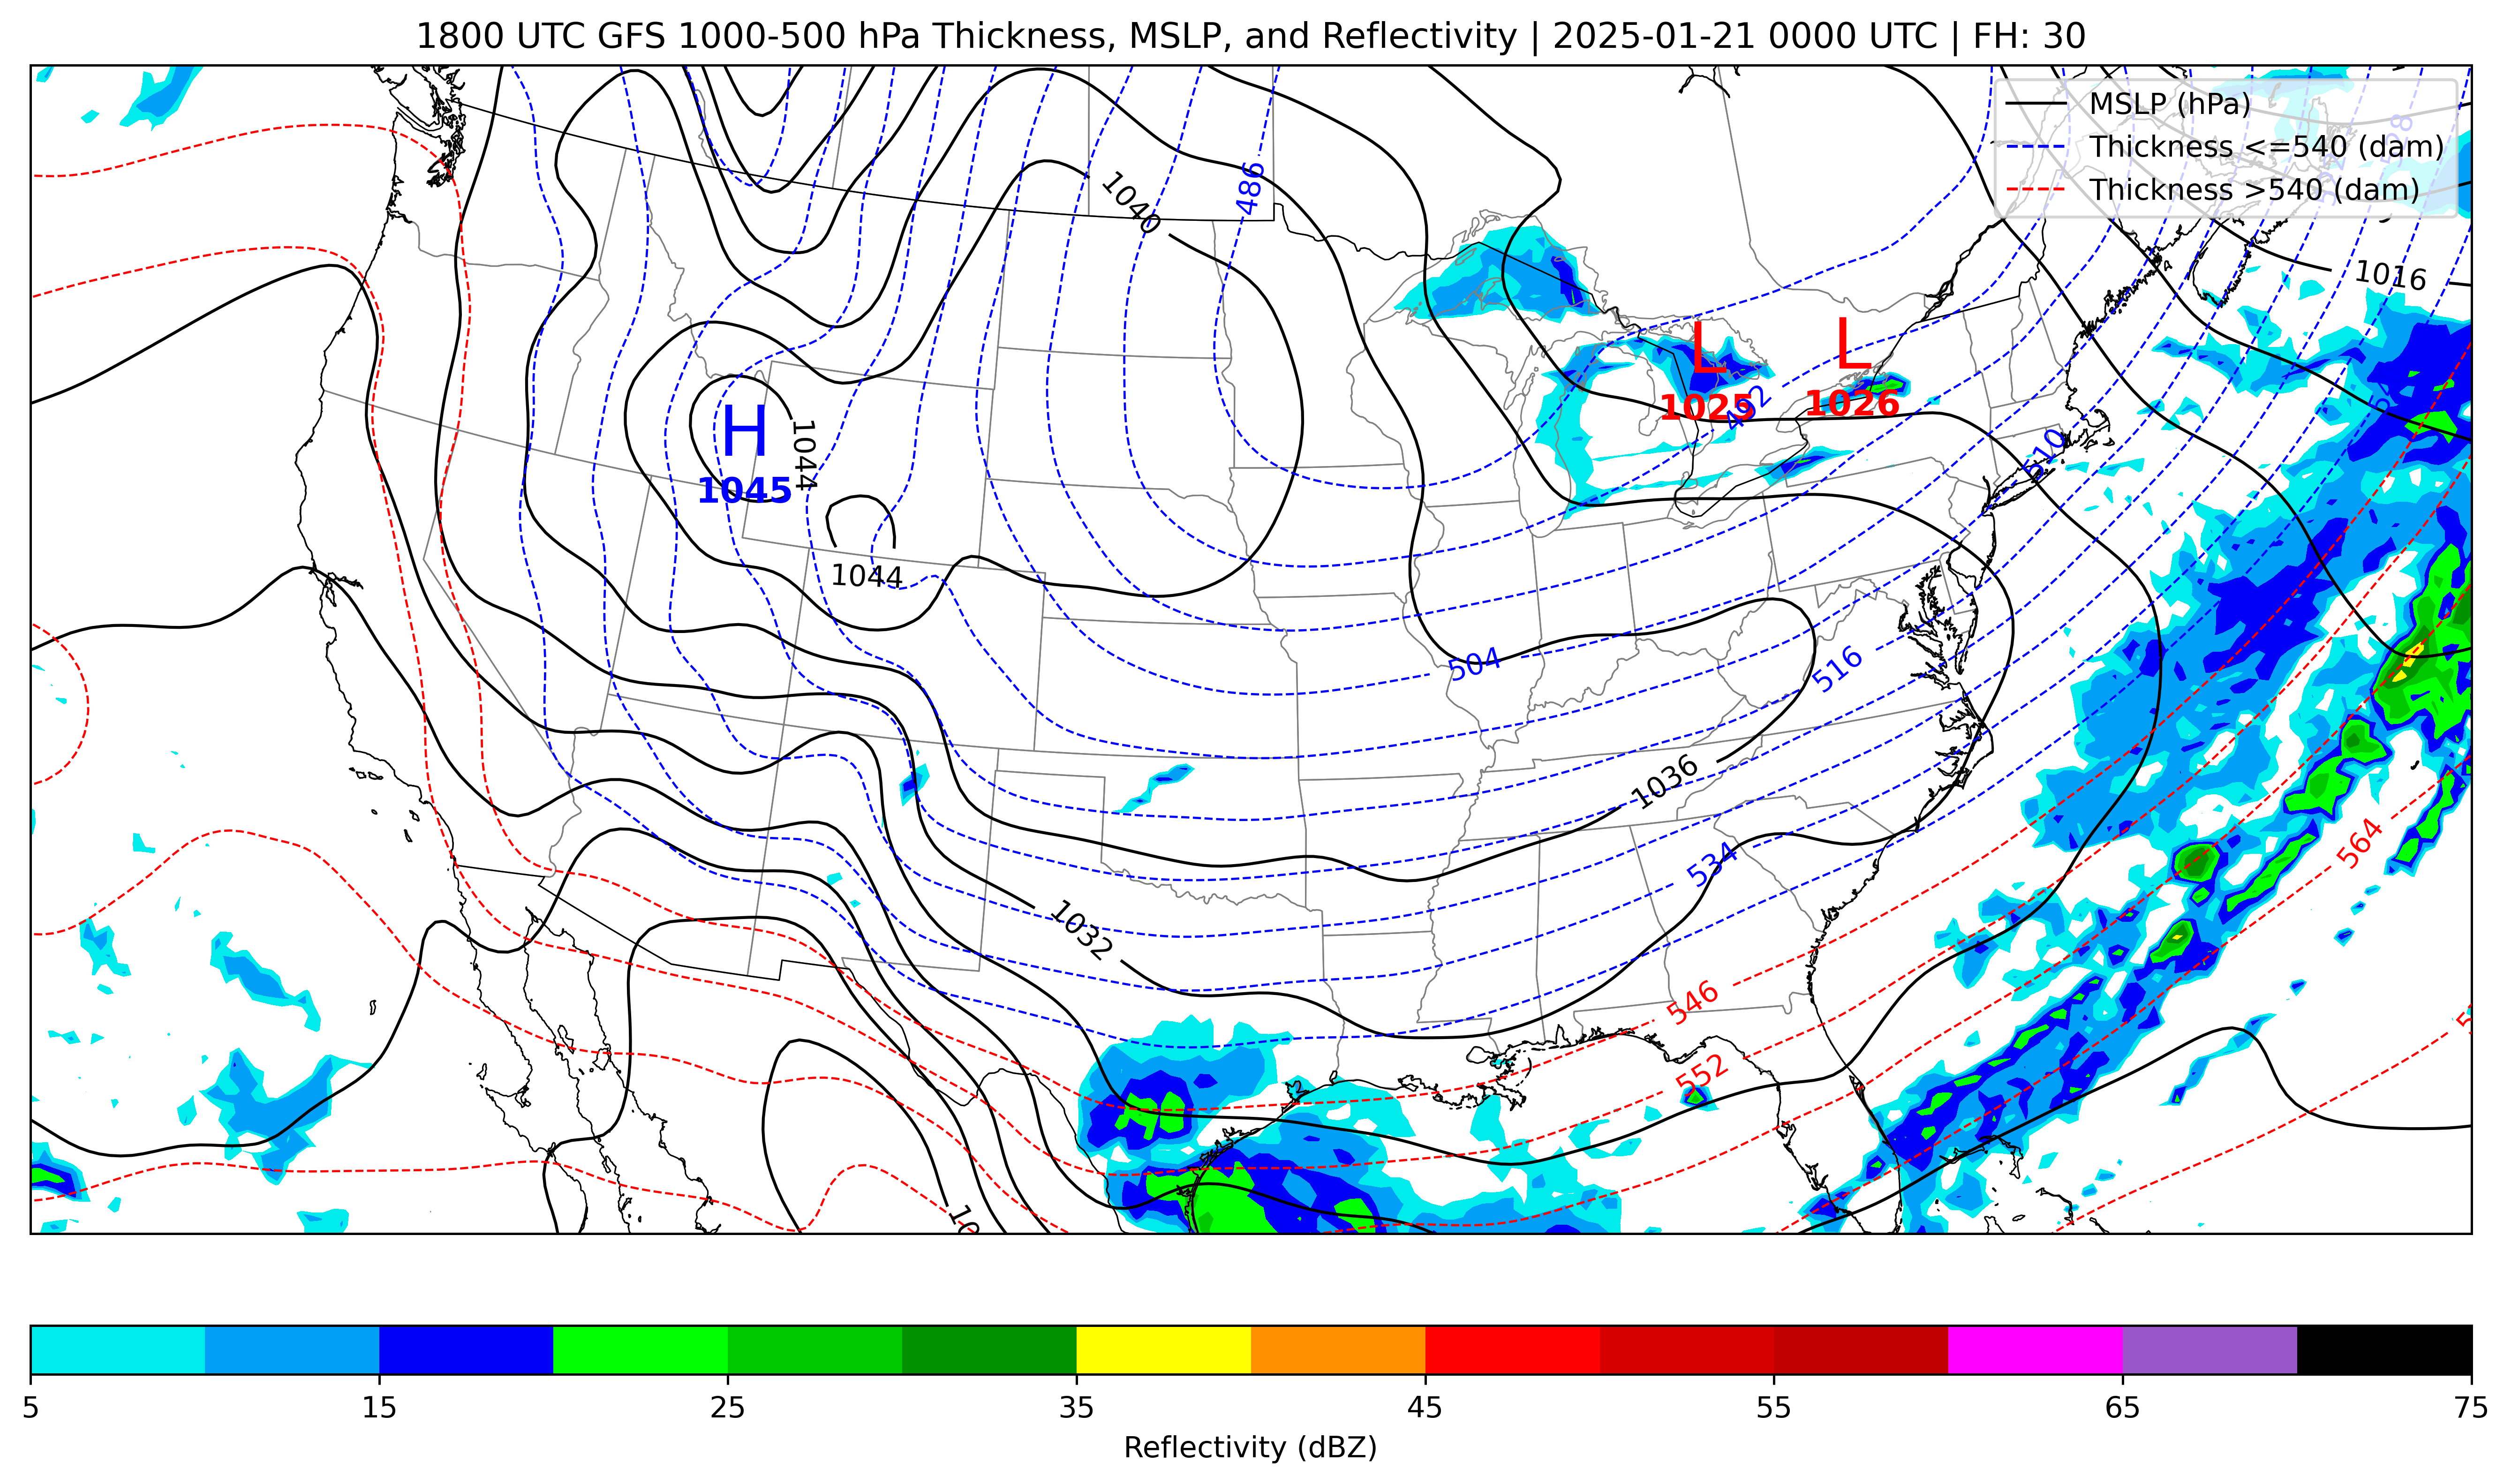 1800 UTC GFS 1000-500 hPa Thickness, MSLP, and Reflectivity | 2025-01-21 0000 UTC | FH: 30
MSLP (hPa)
Thickness <=540 (dam)
Thickness >540 (dam)
528
486
1040
1016
L
1025
L
1026
492
H
1045
1044
510
1044
504
516
1036
534
564
1032
546
552
5 15 25 35 45 55 65 75
Reflectivity (dBZ)